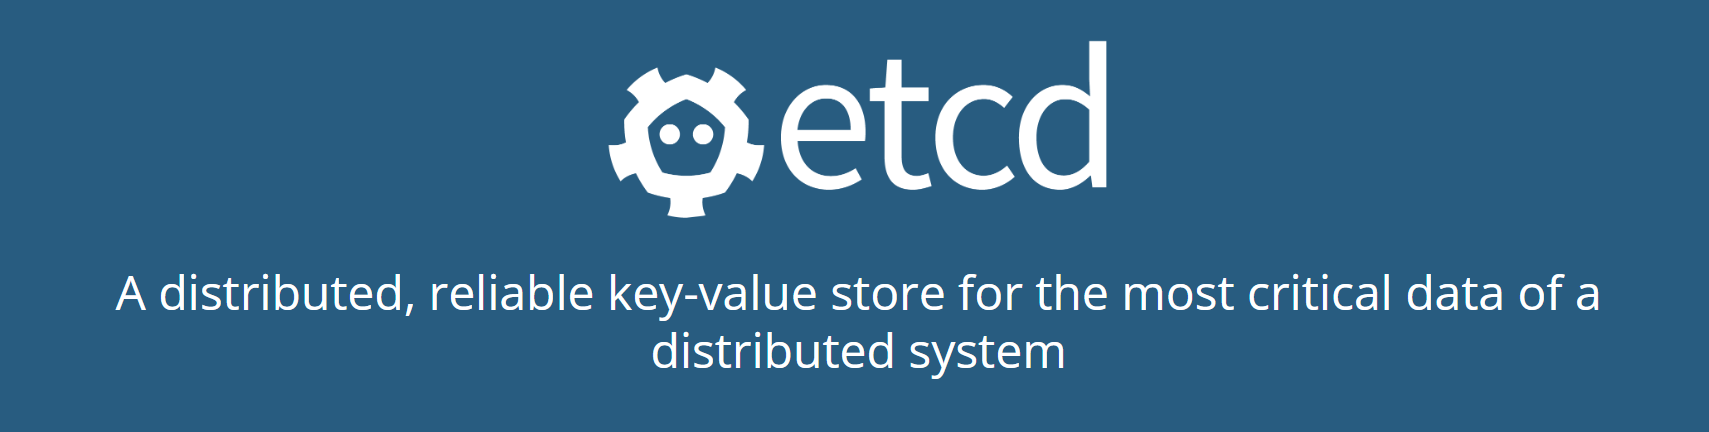 etcd
A distributed, reliable key-value store for the most critical data of a
distributed system